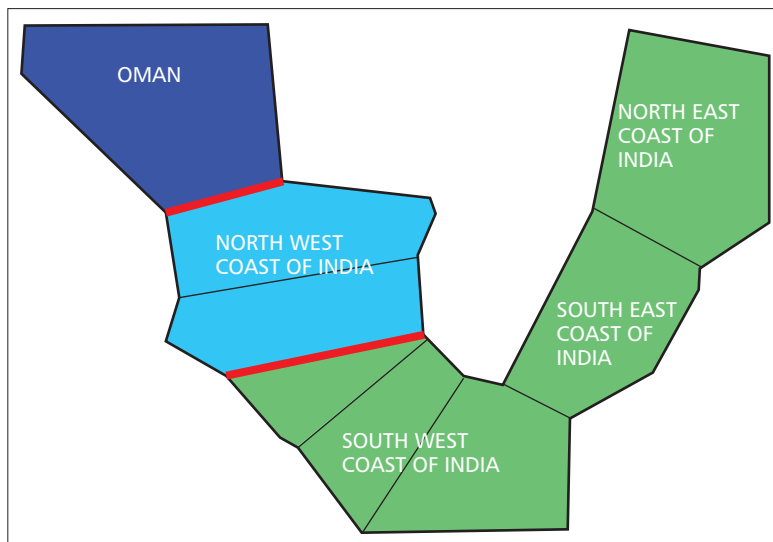 OMAN
NORTH EAST
COAST OF
INDIA
NORTH WEST
COAST OF INDIA
SOUTH EAST
COAST OF
INDIA
SOUTH WEST
COAST OF INDIA